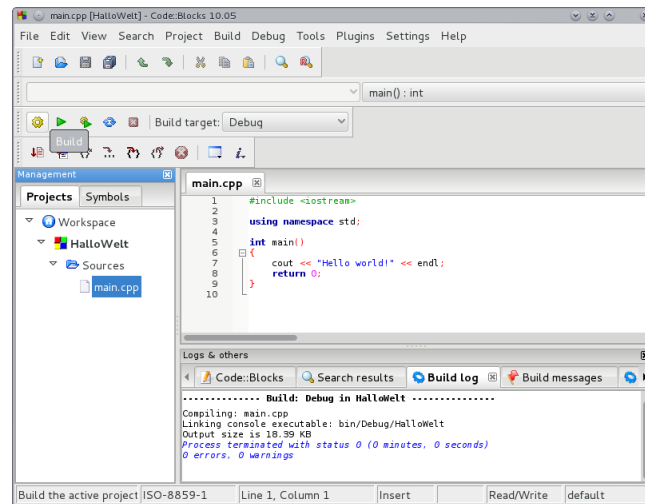 main.cpp [HalloWelt] - Code::Blocks 10.05
File Edit View Search Project Build Debug Tools Plugins Settings Help
main() : int
Build target: Debug
Build
Management
Projects Symbols
Workspace
HalloWelt
Sources
main.cpp
main.cpp
1 #include <iostream>
2
3 using namespace std;
4
5 int main()
6 {
7 cout << "Hello world!" << endl;
8 return 0;
9 }
10
Logs & others
Code::Blocks Search results Build log Build messages
-------------- Build: Debug in HalloWelt ---------------
Compiling: main.cpp
Linking console executable: bin/Debug/HalloWelt
Output size is 18.39 KB
Process terminated with status 0 (0 minutes, 0 seconds)
0 errors, 0 warnings
Build the active project ISO-8859-1 Line 1, Column 1 Insert Read/Write default